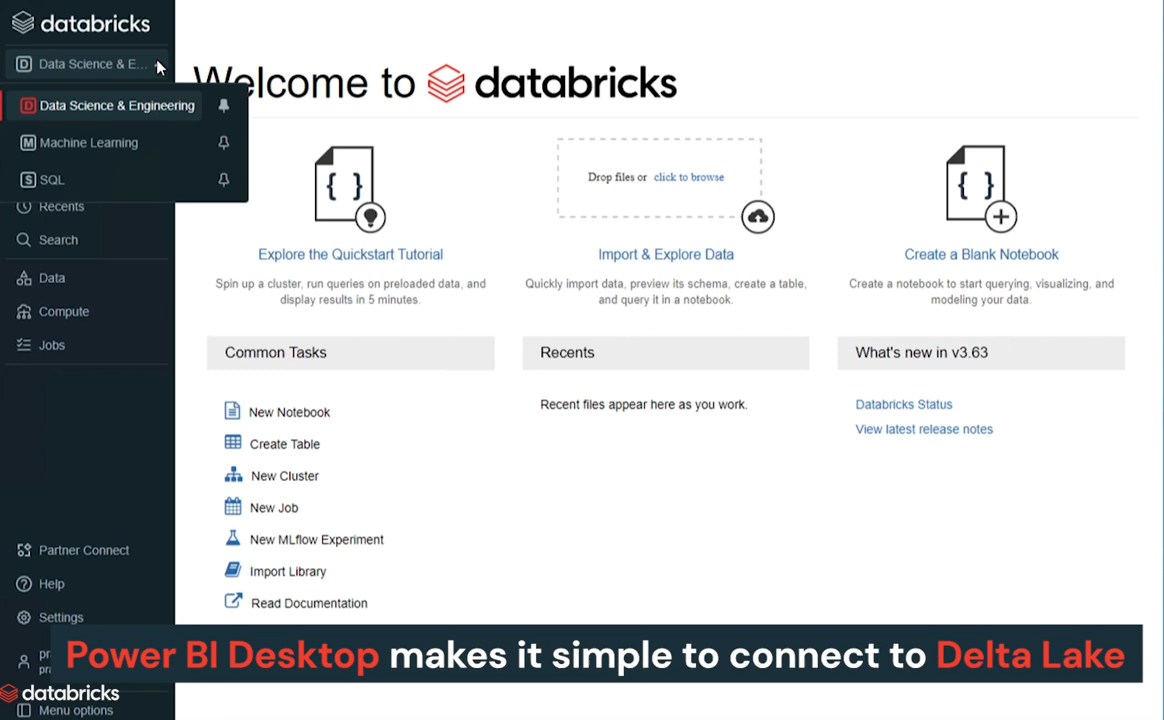 databricks
D Data Science & E...
D Data Science & Engineering
M Machine Learning
S SQL
Recents
Search
Data
Compute
Jobs
Partner Connect
Help
Settings
databricks
Menu options
Welcome to databricks
Explore the Quickstart Tutorial
Spin up a cluster, run queries on preloaded data, and
display results in 5 minutes.
Drop files or click to browse
Import & Explore Data
Quickly import data, preview its schema, create a table,
and query it in a notebook.
Create a Blank Notebook
Create a notebook to start querying, visualizing, and
modeling your data.
Common Tasks
New Notebook
Create Table
New Cluster
New Job
New MLflow Experiment
Import Library
Read Documentation
Recents
Recent files appear here as you work.
What's new in v3.63
Databricks Status
View latest release notes
Power BI Desktop makes it simple to connect to Delta Lake